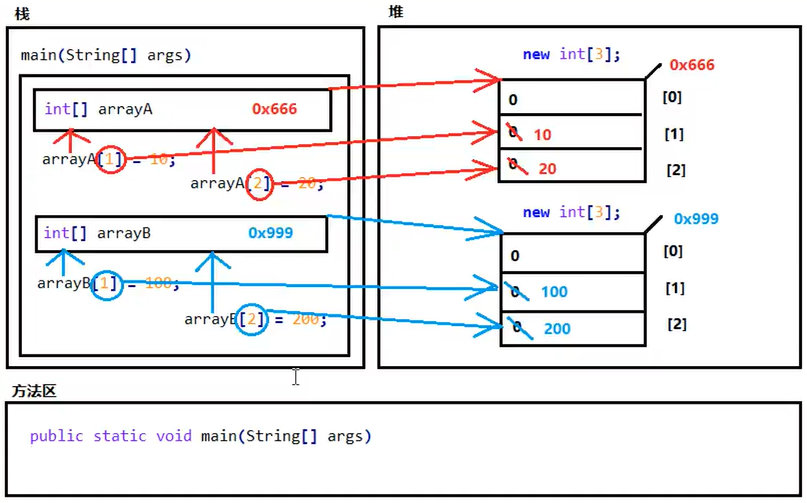 栈
main(String[] args)
int[] arrayA 0x666
arrayA[1] = 10;
arrayA[2] = 20;
int[] arrayB 0x999
arrayB[1] = 100;
arrayB[2] = 200;
堆
new int[3];
0x666
0 [0]
0 10 [1]
0 20 [2]
new int[3];
0x999
0 [0]
0 100 [1]
0 200 [2]
方法区
public static void main(String[] args)